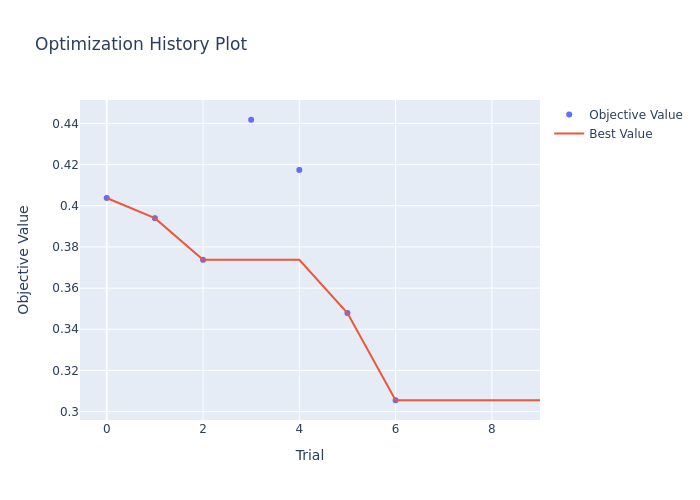 Optimization History Plot
Objective Value
Best Value
0.44
0.42
0.4
0.38
0.36
0.34
0.32
0.3
Objective Value
0
2
4
6
8
Trial